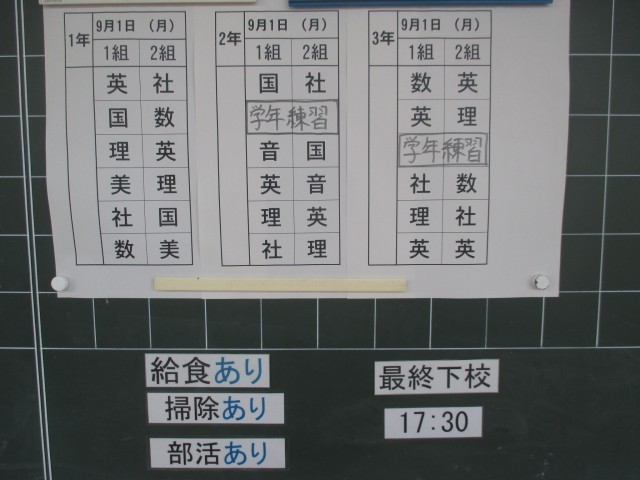 1年 9月1日 (月)
1組 2組
英 社
国 数
理 英
美 理
社 国
数 美
2年 9月1日 (月)
1組 2組
国 社
学年練習
音 国
英 音
理 英
社 理
3年 9月1日 (月)
1組 2組
数 英
英 理
学年練習
社 数
理 社
英 英
給食あり
掃除あり
部活あり
最終下校
17:30